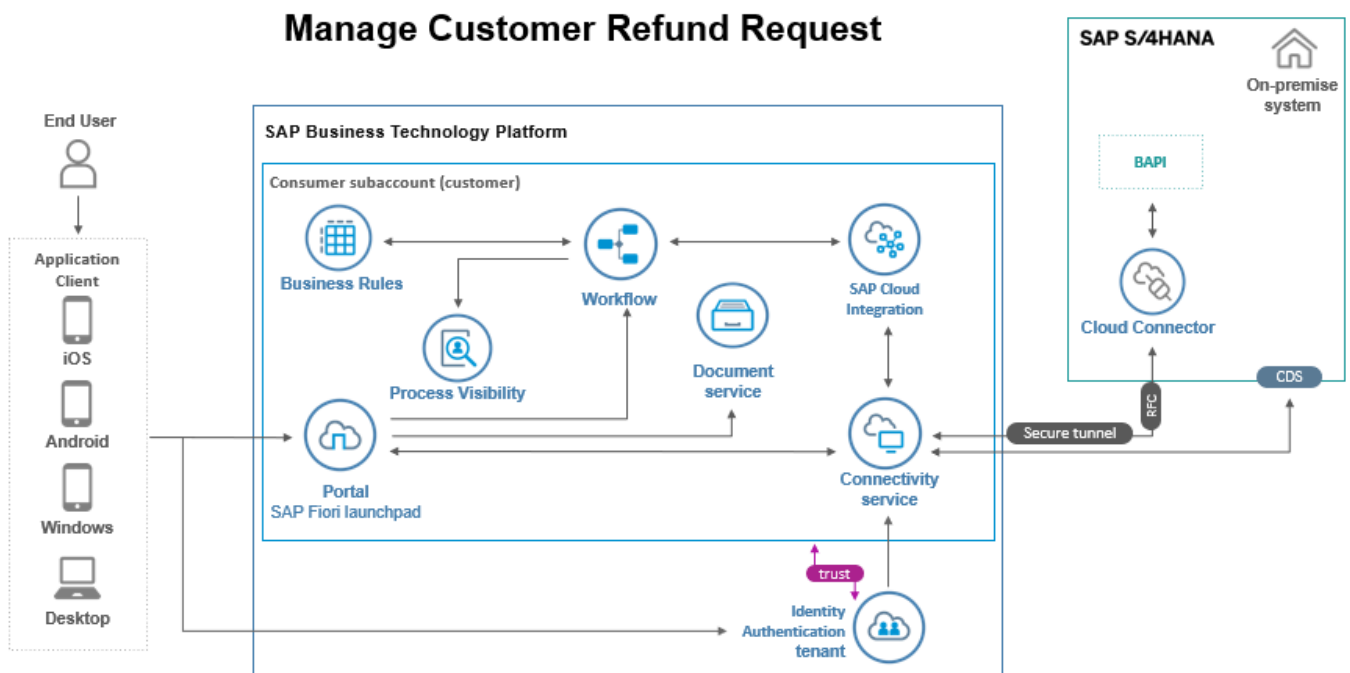 Manage Customer Refund Request
SAP S/4HANA
On-premise
system
End User
SAP Business Technology Platform
BAPI
Consumer subaccount (customer)
Application
Client
Business Rules
Workflow
SAP Cloud
Integration
Cloud Connector
iOS
Process Visibility
Document
service
CDS
RFC
Android
Secure tunnel
Portal
SAP Fiori launchpad
Connectivity
service
Windows
trust
Desktop
Identity
Authentication
tenant